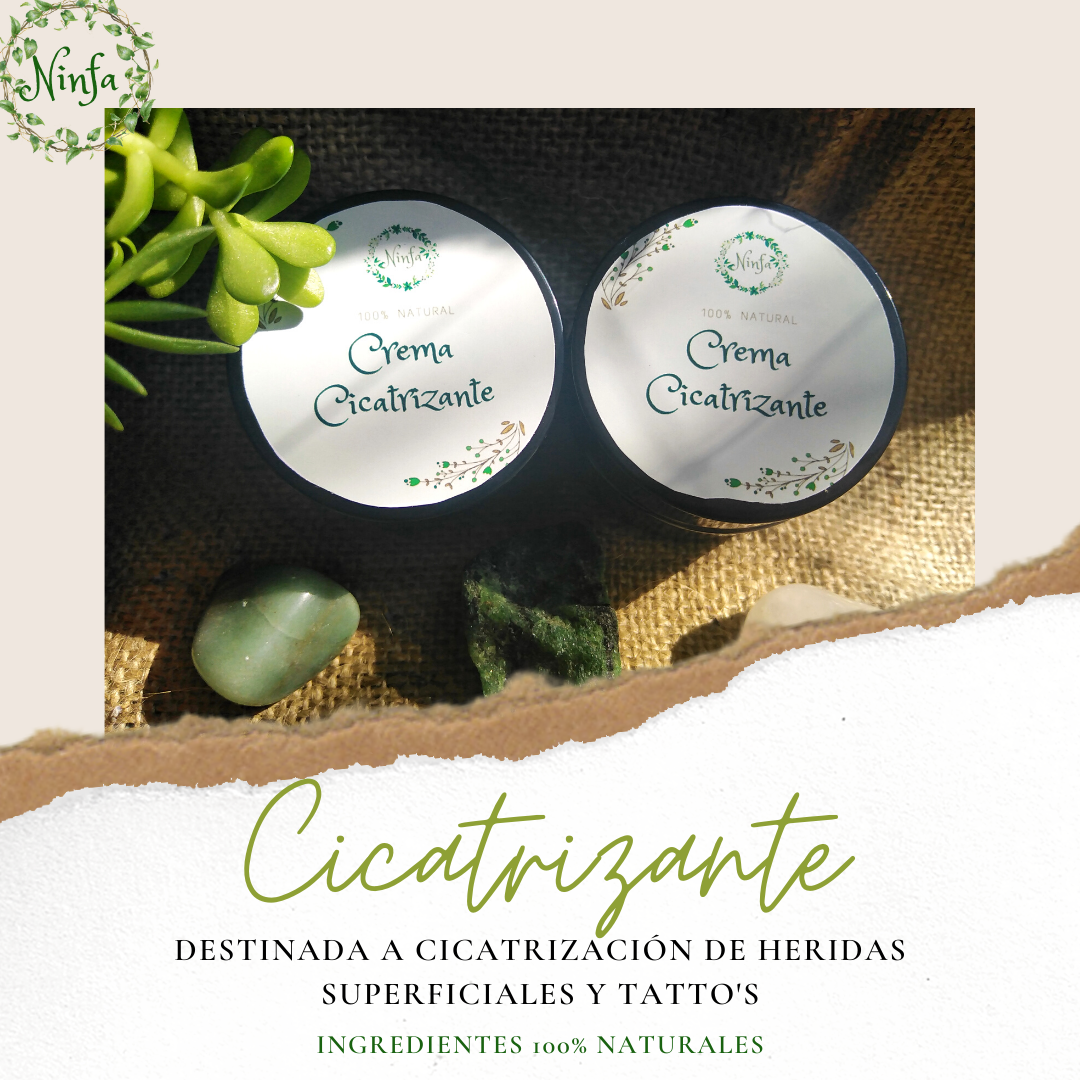 Ninfa
Ninfa
100% NATURAL
Crema
Cicatrizante
Ninfa
100% NATURAL
Crema
Cicatrizante
Cicatrizante
DESTINADA A CICATRIZACIÓN DE HERIDAS
SUPERFICIALES Y TATTO'S
INGREDIENTES 100% NATURALES